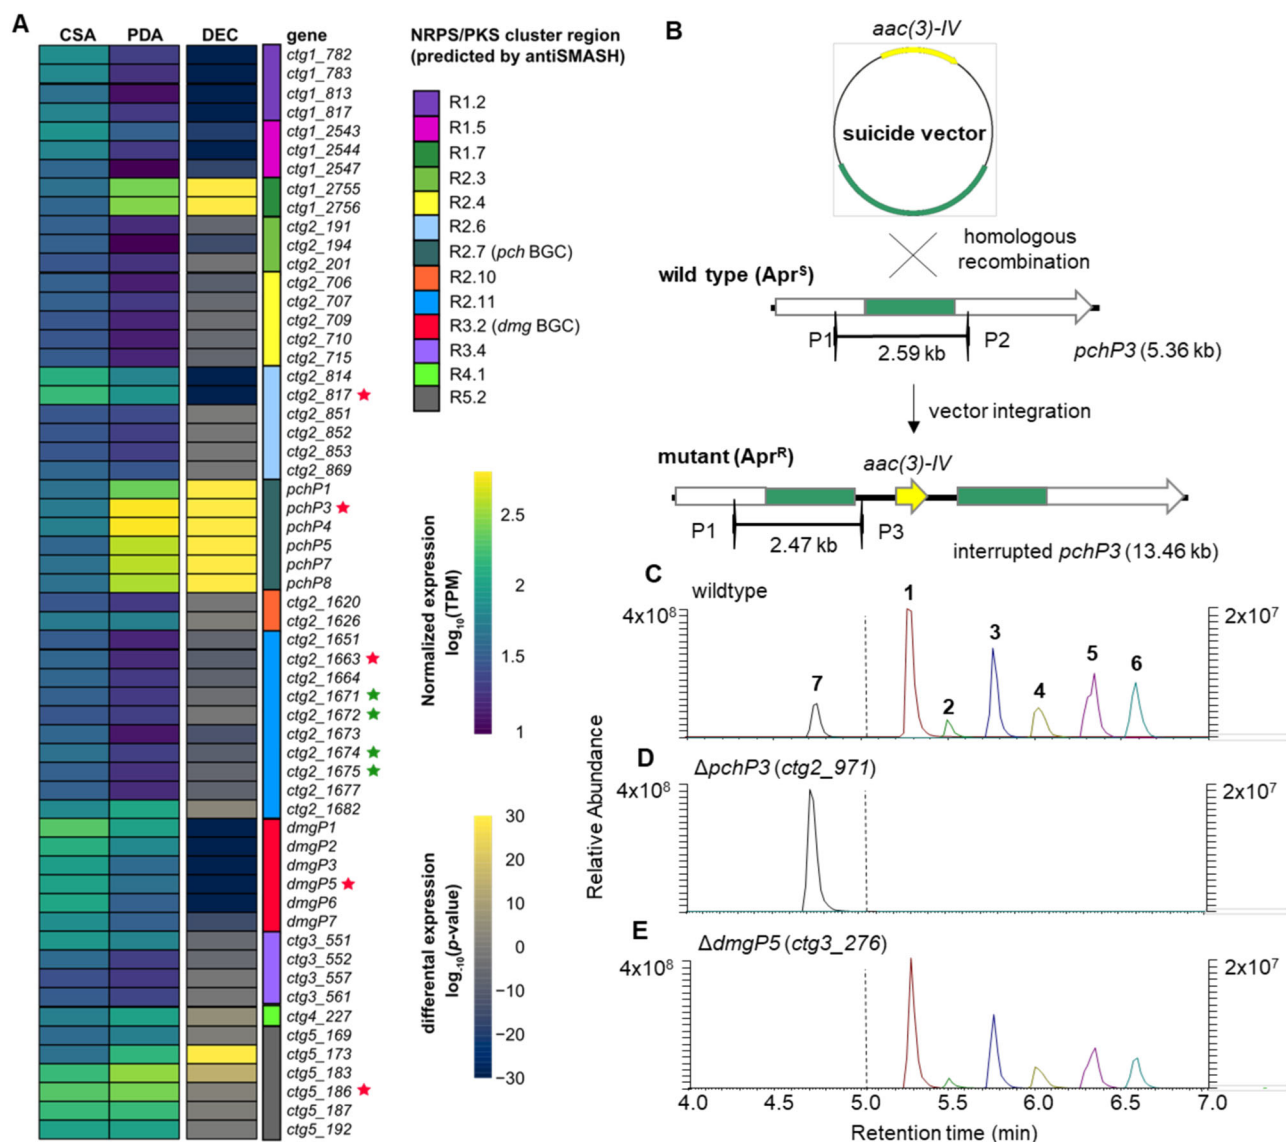 A
CSA PDA DEC gene
ctg1_782
ctg1_783
ctg1_813
ctg1_817
ctg1_2543
ctg1_2544
ctg1_2547
ctg1_2755
ctg1_2756
ctg2_191
ctg2_194
ctg2_201
ctg2_706
ctg2_707
ctg2_709
ctg2_710
ctg2_715
ctg2_814
ctg2_817
ctg2_851
ctg2_852
ctg2_853
ctg2_869
pchP1
pchP3
pchP4
pchP5
pchP7
pchP8
ctg2_1620
ctg2_1626
ctg2_1651
ctg2_1663
ctg2_1664
ctg2_1671
ctg2_1672
ctg2_1673
ctg2_1674
ctg2_1675
ctg2_1677
ctg2_1682
dmgP1
dmgP2
dmgP3
dmgP5
dmgP6
dmgP7
ctg3_551
ctg3_552
ctg3_557
ctg3_561
ctg4_227
ctg5_169
ctg5_173
ctg5_183
ctg5_186
ctg5_187
ctg5_192
NRPS/PKS cluster region
(predicted by antiSMASH)
R1.2
R1.5
R1.7
R2.3
R2.4
R2.6
R2.7 (pch BGC)
R2.10
R2.11
R3.2 (dmg BGC)
R3.4
R4.1
R5.2
Normalized expression
log10(TPM)
2.5
2
1.5
1
differental expression
log-10(p-value)
30
20
10
0
−10
−20
−30
B
aac(3)-IV
suicide vector
homologous
recombination
wild type (AprS)
P1
2.59 kb
P2
pchP3 (5.36 kb)
vector integration
mutant (AprR)
aac(3)-IV
P1
2.47 kb
P3
interrupted pchP3 (13.46 kb)
C
wildtype
4x10⁸
2x10⁷
1
2
3
4
5
6
7
D
ΔpchP3 (ctg2_971)
4x10⁸
2x10⁷
Relative Abundance
E
ΔdmgP5 (ctg3_276)
4x10⁸
2x10⁷
4.0 4.5 5.0 5.5 6.0 6.5 7.0
Retention time (min)